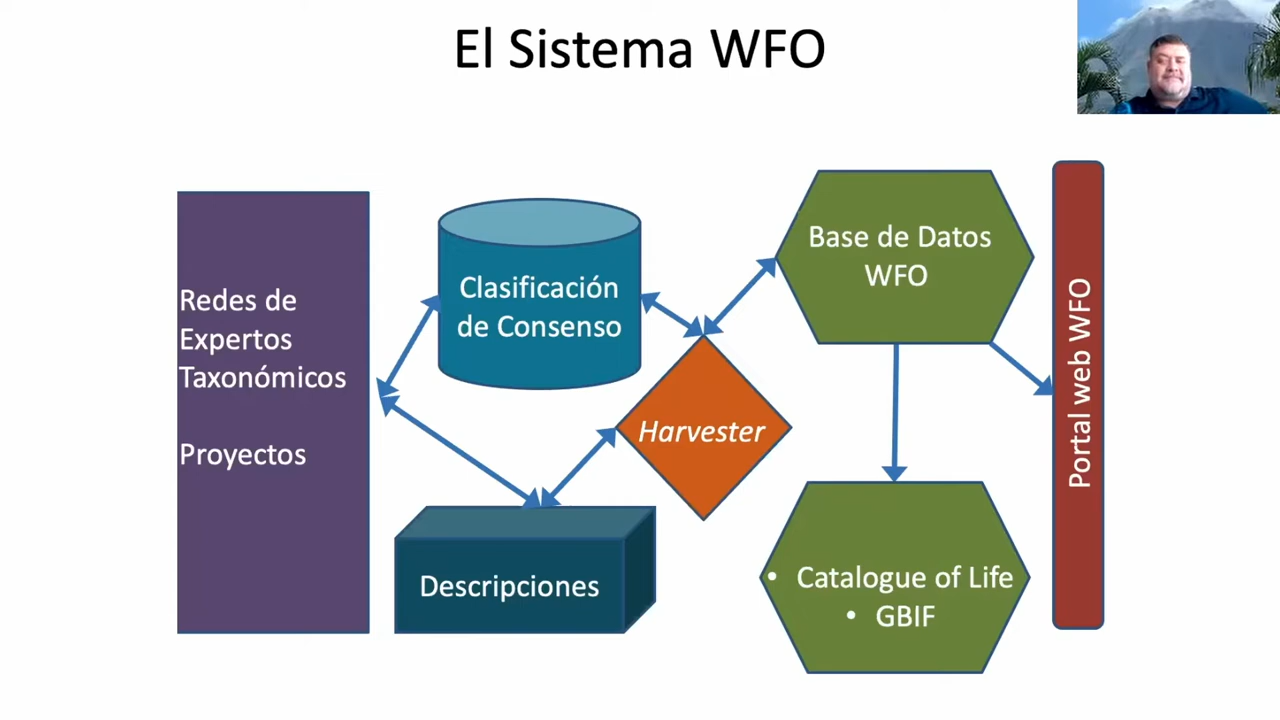 El Sistema WFO
Redes de
Expertos
Taxonómicos
Proyectos
Clasificación
de Consenso
Descripciones
Harvester
Base de Datos
WFO
• Catalogue of Life
• GBIF
Portal web WFO